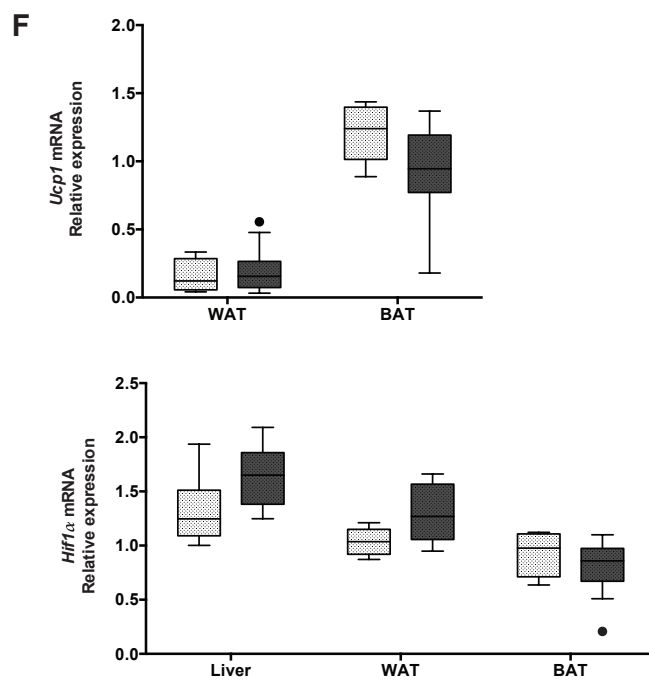 F
Ucp1 mRNA
Relative expression
2.0
1.5
1.0
0.5
0.0
WAT BAT
Hif1α mRNA
Relative expression
2.5
2.0
1.5
1.0
0.5
0.0
Liver WAT BAT